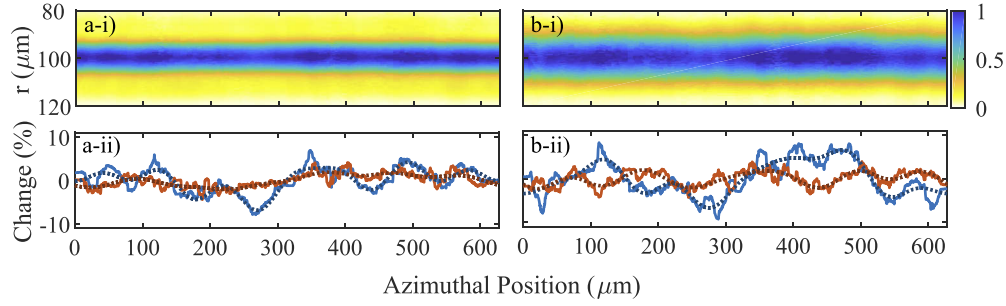 80
a-i)
b-i)
1
r (μm)
100
0.5
120
0
10
a-ii)
b-ii)
Change (%)
0
-10
0 100 200 300 400 500 600
0 100 200 300 400 500 600
Azimuthal Position (μm)